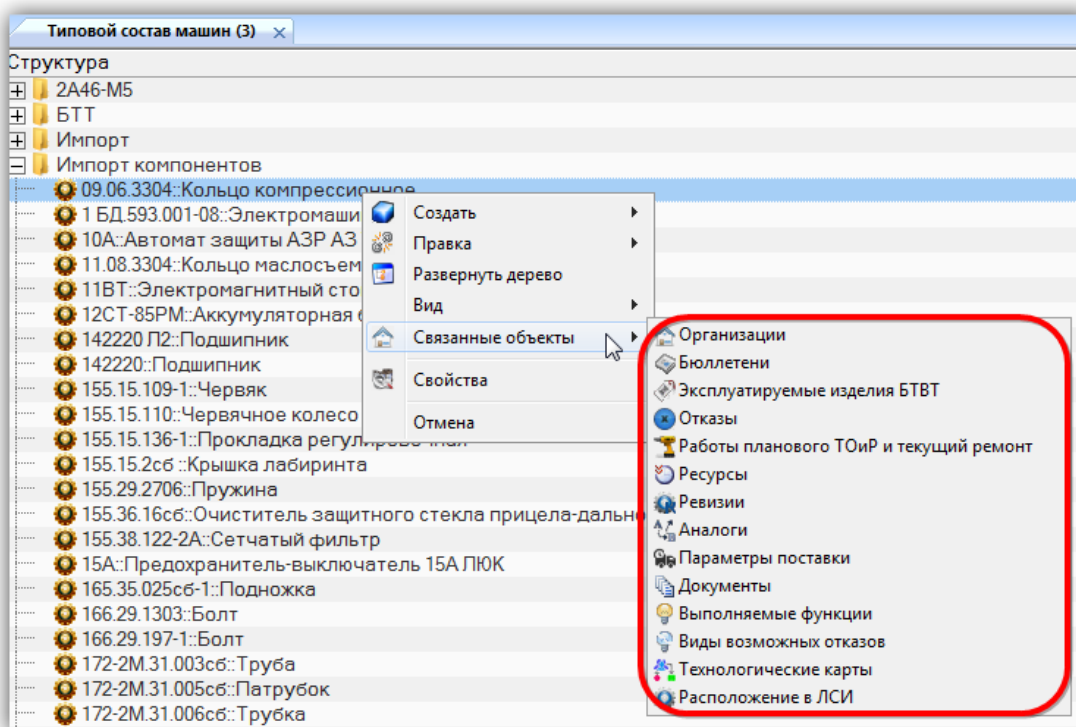 Типовой состав машин (3)
Структура
2А46-М5
БТТ
Импорт
Импорт компонентов
09.06.3304::Кольцо компрессионное
1 БД.593.001-08::Электромаши
10А::Автомат защиты АЗР АЗ
11.08.3304::Кольцо маслосъем
11ВТ::Электромагнитный сто
12СТ-85РМ::Аккумуляторная
142220 Л2::Подшипник
142220::Подшипник
155.15.109-1::Червяк
155.15.110::Червячное колесо
155.15.136-1::Прокладка регулировочная
155.15.2сб ::Крышка лабиринта
155.29.2706::Пружина
155.36.16сб::Очиститель защитного стекла прицела-дально
155.38.122-2А::Сетчатый фильтр
15А::Предохранитель-выключатель 15А ЛЮК
165.35.025сб-1::Подножка
166.29.1303::Болт
166.29.197-1::Болт
172-2М.31.003сб::Труба
172-2М.31.005сб::Патрубок
172-2М.31.006сб::Трубка
Создать
Правка
Развернуть дерево
Вид
Связанные объекты
Свойства
Отмена
Организации
Бюллетени
Эксплуатируемые изделия БТВТ
Отказы
Работы планового ТОиР и текущий ремонт
Ресурсы
Ревизии
Аналоги
Параметры поставки
Документы
Выполняемые функции
Виды возможных отказов
Технологические карты
Расположение в ЛСИ